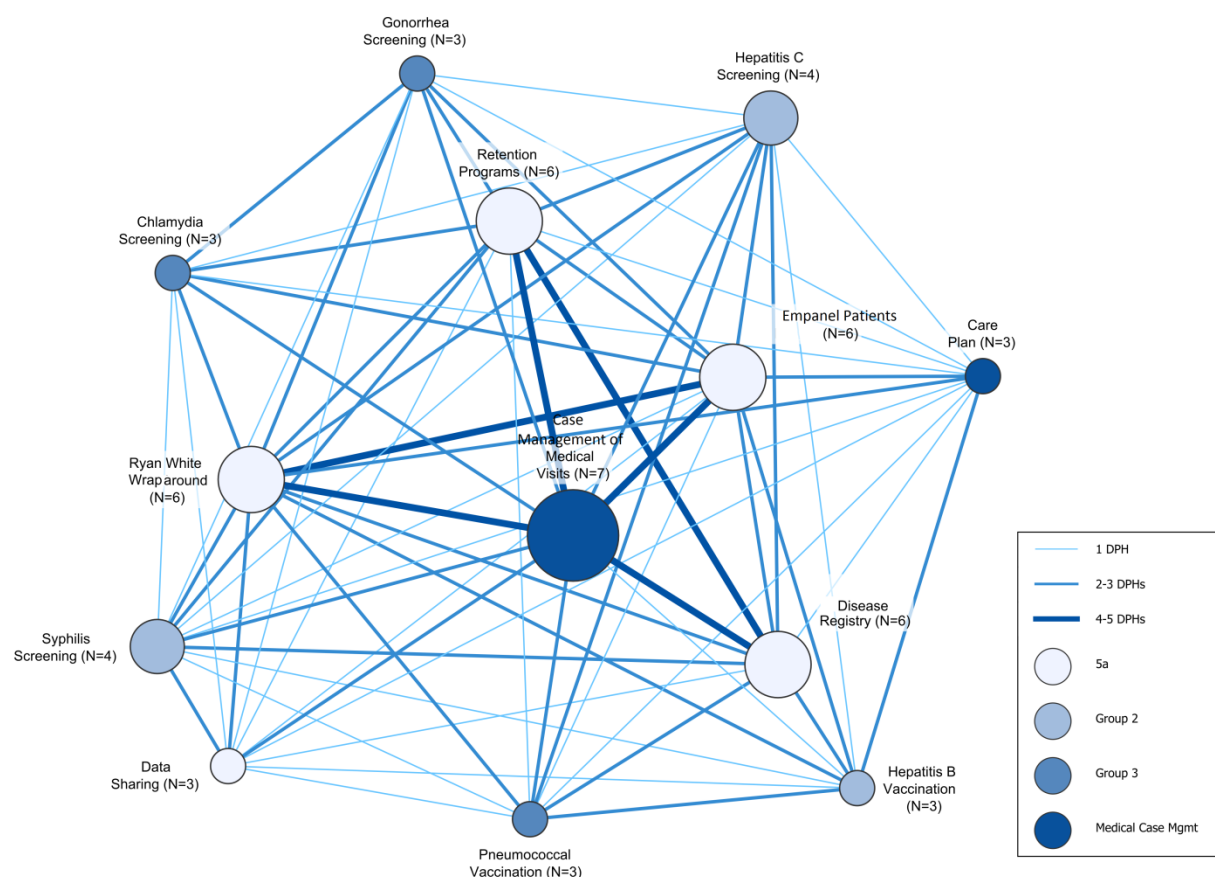 Gonorrhea
Screening (N=3)
Hepatitis C
Screening (N=4)
Retention
Programs (N=6)
Chlamydia
Screening (N=3)
Empanel Patients
(N=6)
Care
Plan (N=3)
Case
Management of
Medical
Visits (N=7)
Ryan White
Wraparound
(N=6)
Disease
Registry (N=6)
Syphilis
Screening (N=4)
Data
Sharing (N=3)
Hepatitis B
Vaccination
(N=3)
Pneumococcal
Vaccination (N=3)
1 DPH
2-3 DPHs
4-5 DPHs
5a
Group 2
Group 3
Medical Case Mgmt